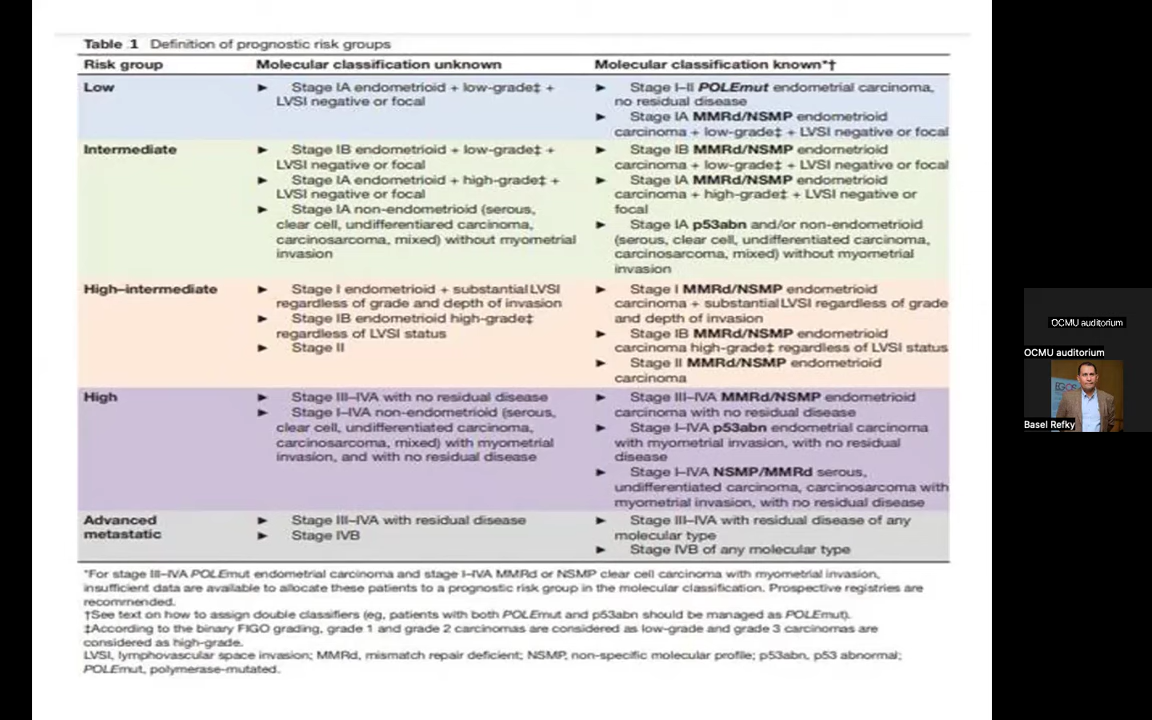 Table 1 Definition of prognostic risk groups
Risk group Molecular classification unknown Molecular classification known*†
Low
► Stage IA endometrioid + low-grade‡ +
LVSI negative or focal
► Stage I–II POLEmut endometrial carcinoma,
no residual disease
► Stage IA MMRd/NSMP endometrioid
carcinoma + low-grade‡ + LVSI negative or focal
Intermediate
► Stage IB endometrioid + low-grade‡ +
LVSI negative or focal
► Stage IA endometrioid + high-grade‡ +
LVSI negative or focal
► Stage IA non-endometrioid (serous,
clear cell, undifferentiared carcinoma,
carcinosarcoma, mixed) without myometrial
invasion
► Stage IB MMRd/NSMP endometrioid
carcinoma + low-grade‡ + LVSI negative or focal
► Stage IA MMRd/NSMP endometrioid
carcinoma + high-grade‡ + LVSI negative or
focal
► Stage IA p53abn and/or non-endometrioid
(serous, clear cell, undifferentiated carcinoma,
carcinosarcoma, mixed) without myometrial
invasion
High–intermediate
► Stage I endometrioid + substantial LVSI
regardless of grade and depth of invasion
► Stage IB endometrioid high-grade‡
regardless of LVSI status
► Stage II
► Stage I MMRd/NSMP endometrioid
carcinoma + substantial LVSI regardless of grade
and depth of invasion
► Stage IB MMRd/NSMP endometrioid
carcinoma high-grade‡ regardless of LVSI status
► Stage II MMRd/NSMP endometrioid
carcinoma
High
► Stage III–IVA with no residual disease
► Stage I–IVA non-endometrioid (serous,
clear cell, undifferentiated carcinoma,
carcinosarcoma, mixed) with myometrial
invasion, and with no residual disease
► Stage III–IVA MMRd/NSMP endometrioid
carcinoma with no residual disease
► Stage I–IVA p53abn endometrial carcinoma
with myometrial invasion, with no residual
disease
► Stage I–IVA NSMP/MMRd serous,
undifferentiated carcinoma, carcinosarcoma with
myometrial invasion, with no residual disease
Advanced
metastatic
► Stage III–IVA with residual disease
► Stage IVB
► Stage III–IVA with residual disease of any
molecular type
► Stage IVB of any molecular type
*For stage III–IVA POLEmut endometrial carcinoma and stage I–IVA MMRd or NSMP clear cell carcinoma with myometrial invasion,
insufficient data are available to allocate these patients to a prognostic risk group in the molecular classification. Prospective registries are
recommended.
†See text on how to assign double classifiers (eg, patients with both POLEmut and p53abn should be managed as POLEmut).
‡According to the binary FIGO grading, grade 1 and grade 2 carcinomas are considered as low-grade and grade 3 carcinomas are
considered as high-grade.
LVSI, lymphovascular space invasion; MMRd, mismatch repair deficient; NSMP, non-specific molecular profile; p53abn, p53 abnormal;
POLEmut, polymerase-mutated.
OCMU auditorium
OCMU auditorium
Basel Refky